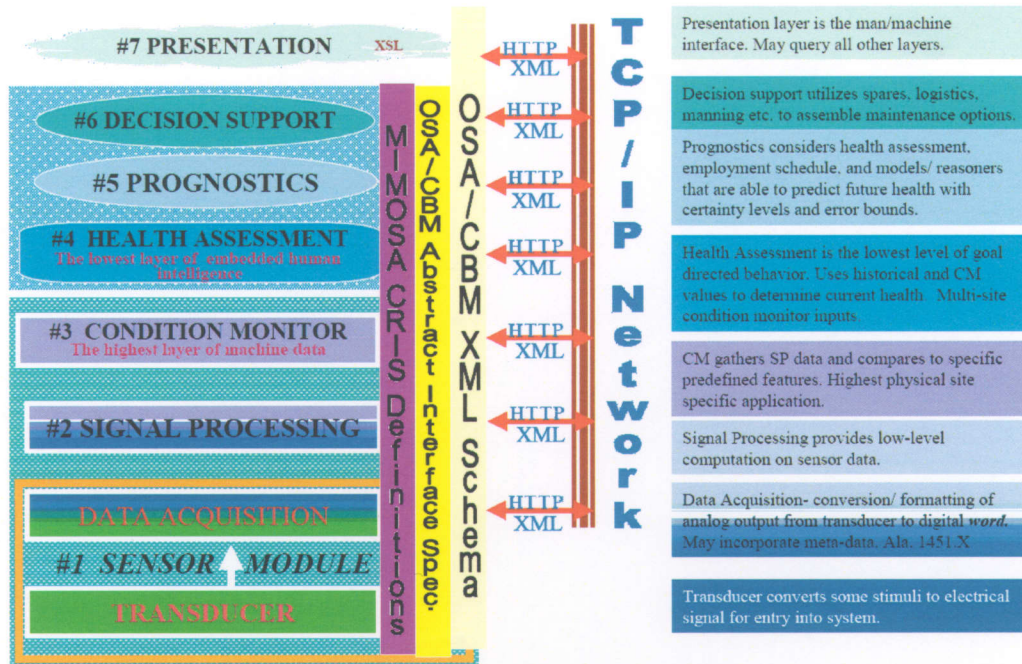 #7 PRESENTATION
XSL
#6 DECISION SUPPORT
#5 PROGNOSTICS
#4 HEALTH ASSESSMENT
The lowest layer of embedded human
intelligence
#3 CONDITION MONITOR
The highest layer of machine data
#2 SIGNAL PROCESSING
DATA ACQUISITION
#1 SENSOR MODULE
TRANSDUCER
MIMOSA CRIS Definitions
OSA/CBM Abstract Interface Spec.
OSA/CBM XML Schema
HTTP
XML
HTTP
XML
HTTP
XML
HTTP
XML
HTTP
XML
HTTP
XML
HTTP
XML
TCP/IP Network
Presentation layer is the man/machine
interface. May query all other layers.
Decision support utilizes spares, logistics,
manning etc. to assemble maintenance options.
Prognostics considers health assessment,
employment schedule, and models/ reasoners
that are able to predict future health with
certainty levels and error bounds.
Health Assessment is the lowest level of goal
directed behavior. Uses historical and CM
values to determine current health. Multi-site
condition monitor inputs.
CM gathers SP data and compares to specific
predefined features. Highest physical site
specific application.
Signal Processing provides low-level
computation on sensor data.
Data Acquisition- conversion/ formatting of
analog output from transducer to digital word.
May incorporate meta-data. Ala. 1451.X
Transducer converts some stimuli to electrical
signal for entry into system.